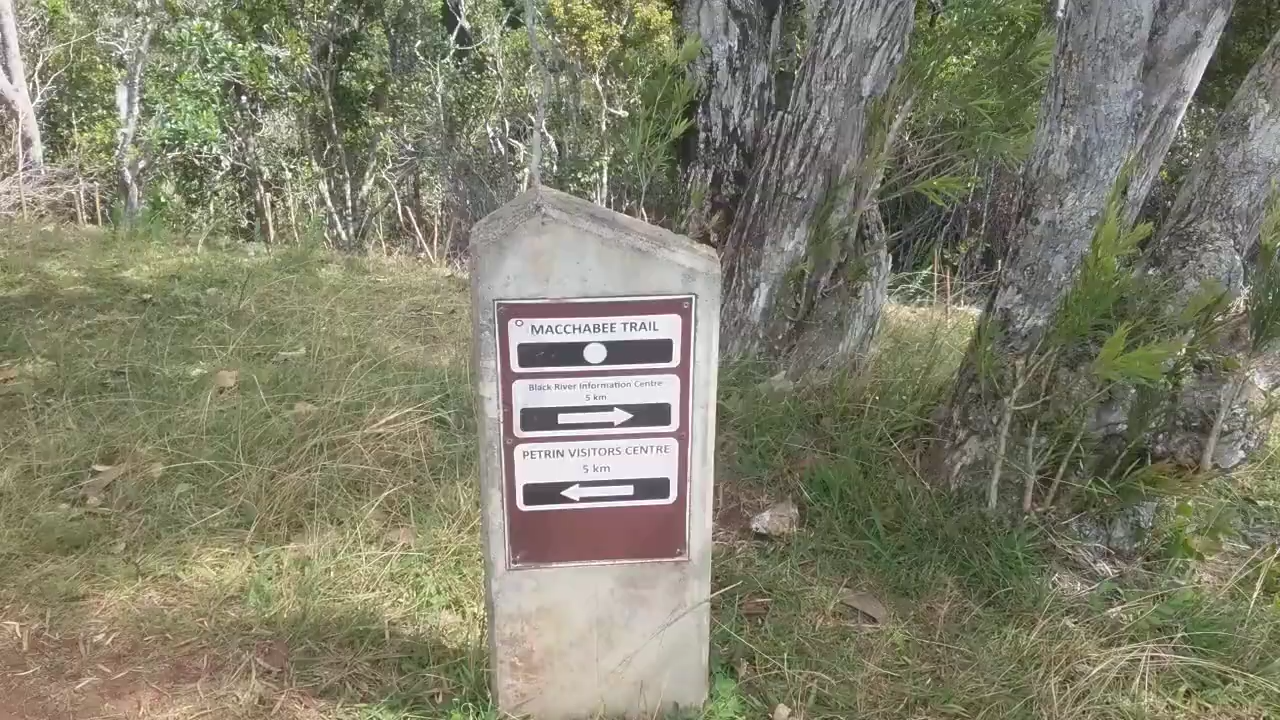 MACCHABEE TRAIL
Black River Information Centre
5 km
PETRIN VISITORS CENTRE
5 km